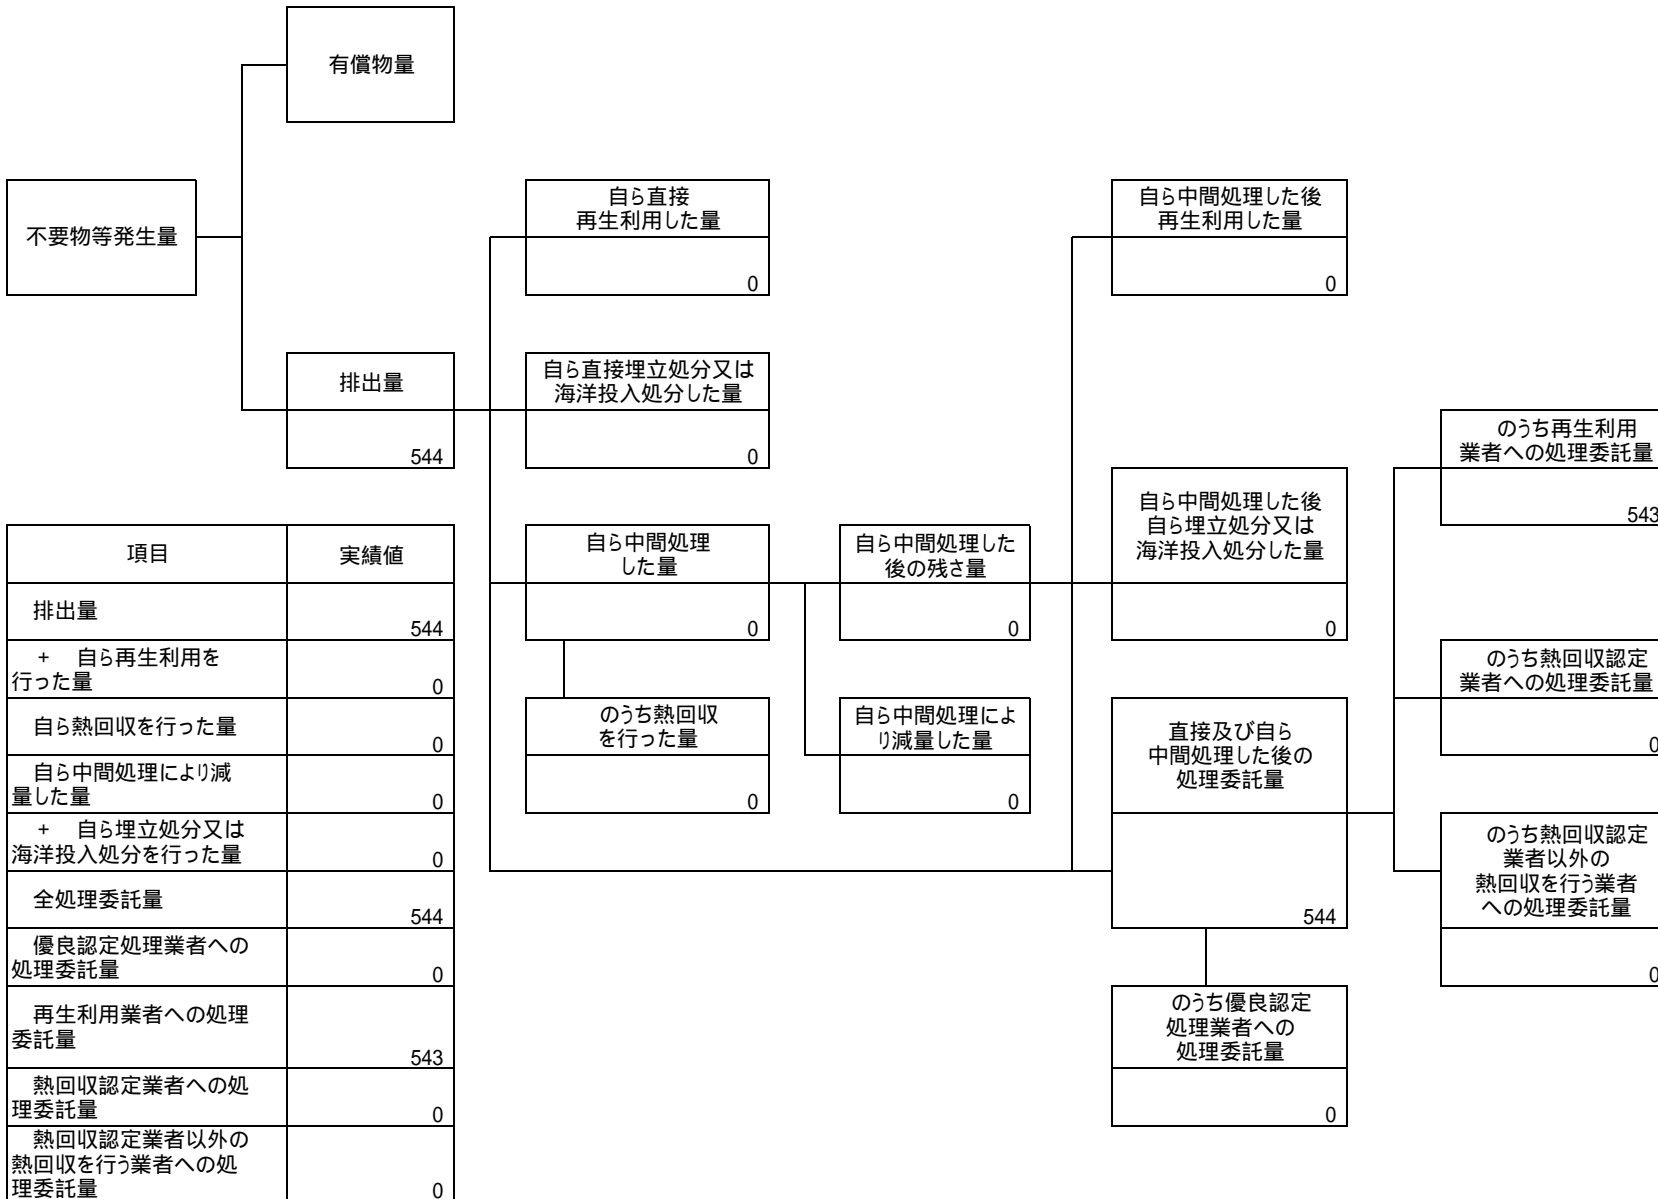 有償物量
不要物等発生量
自ら直接
再生利用した量
0
自ら中間処理した後
再生利用した量
0
排出量
544
自ら直接埋立処分又は
海洋投入処分した量
0
のうち再生利用
業者への処理委託量
543
自ら中間処理
した量
0
自ら中間処理した
後の残さ量
0
自ら中間処理した後
自ら埋立処分又は
海洋投入処分した量
0
のうち熱回収認定
業者への処理委託量
0
のうち熱回収
を行った量
0
自ら中間処理によ
り減量した量
0
直接及び自ら
中間処理した後の
処理委託量
544
のうち熱回収認定
業者以外の
熱回収を行う業者
への処理委託量
0
のうち優良認定
処理業者への
処理委託量
0
項目 実績値
排出量
544
+ 自ら再生利用を
行った量
0
自ら熱回収を行った量
0
自ら中間処理により減
量した量
0
+ 自ら埋立処分又は
海洋投入処分を行った量
0
全処理委託量
544
優良認定処理業者への
処理委託量
0
再生利用業者への処理
委託量
543
熱回収認定業者への処
理委託量
0
熱回収認定業者以外の
熱回収を行う業者への処
理委託量
0